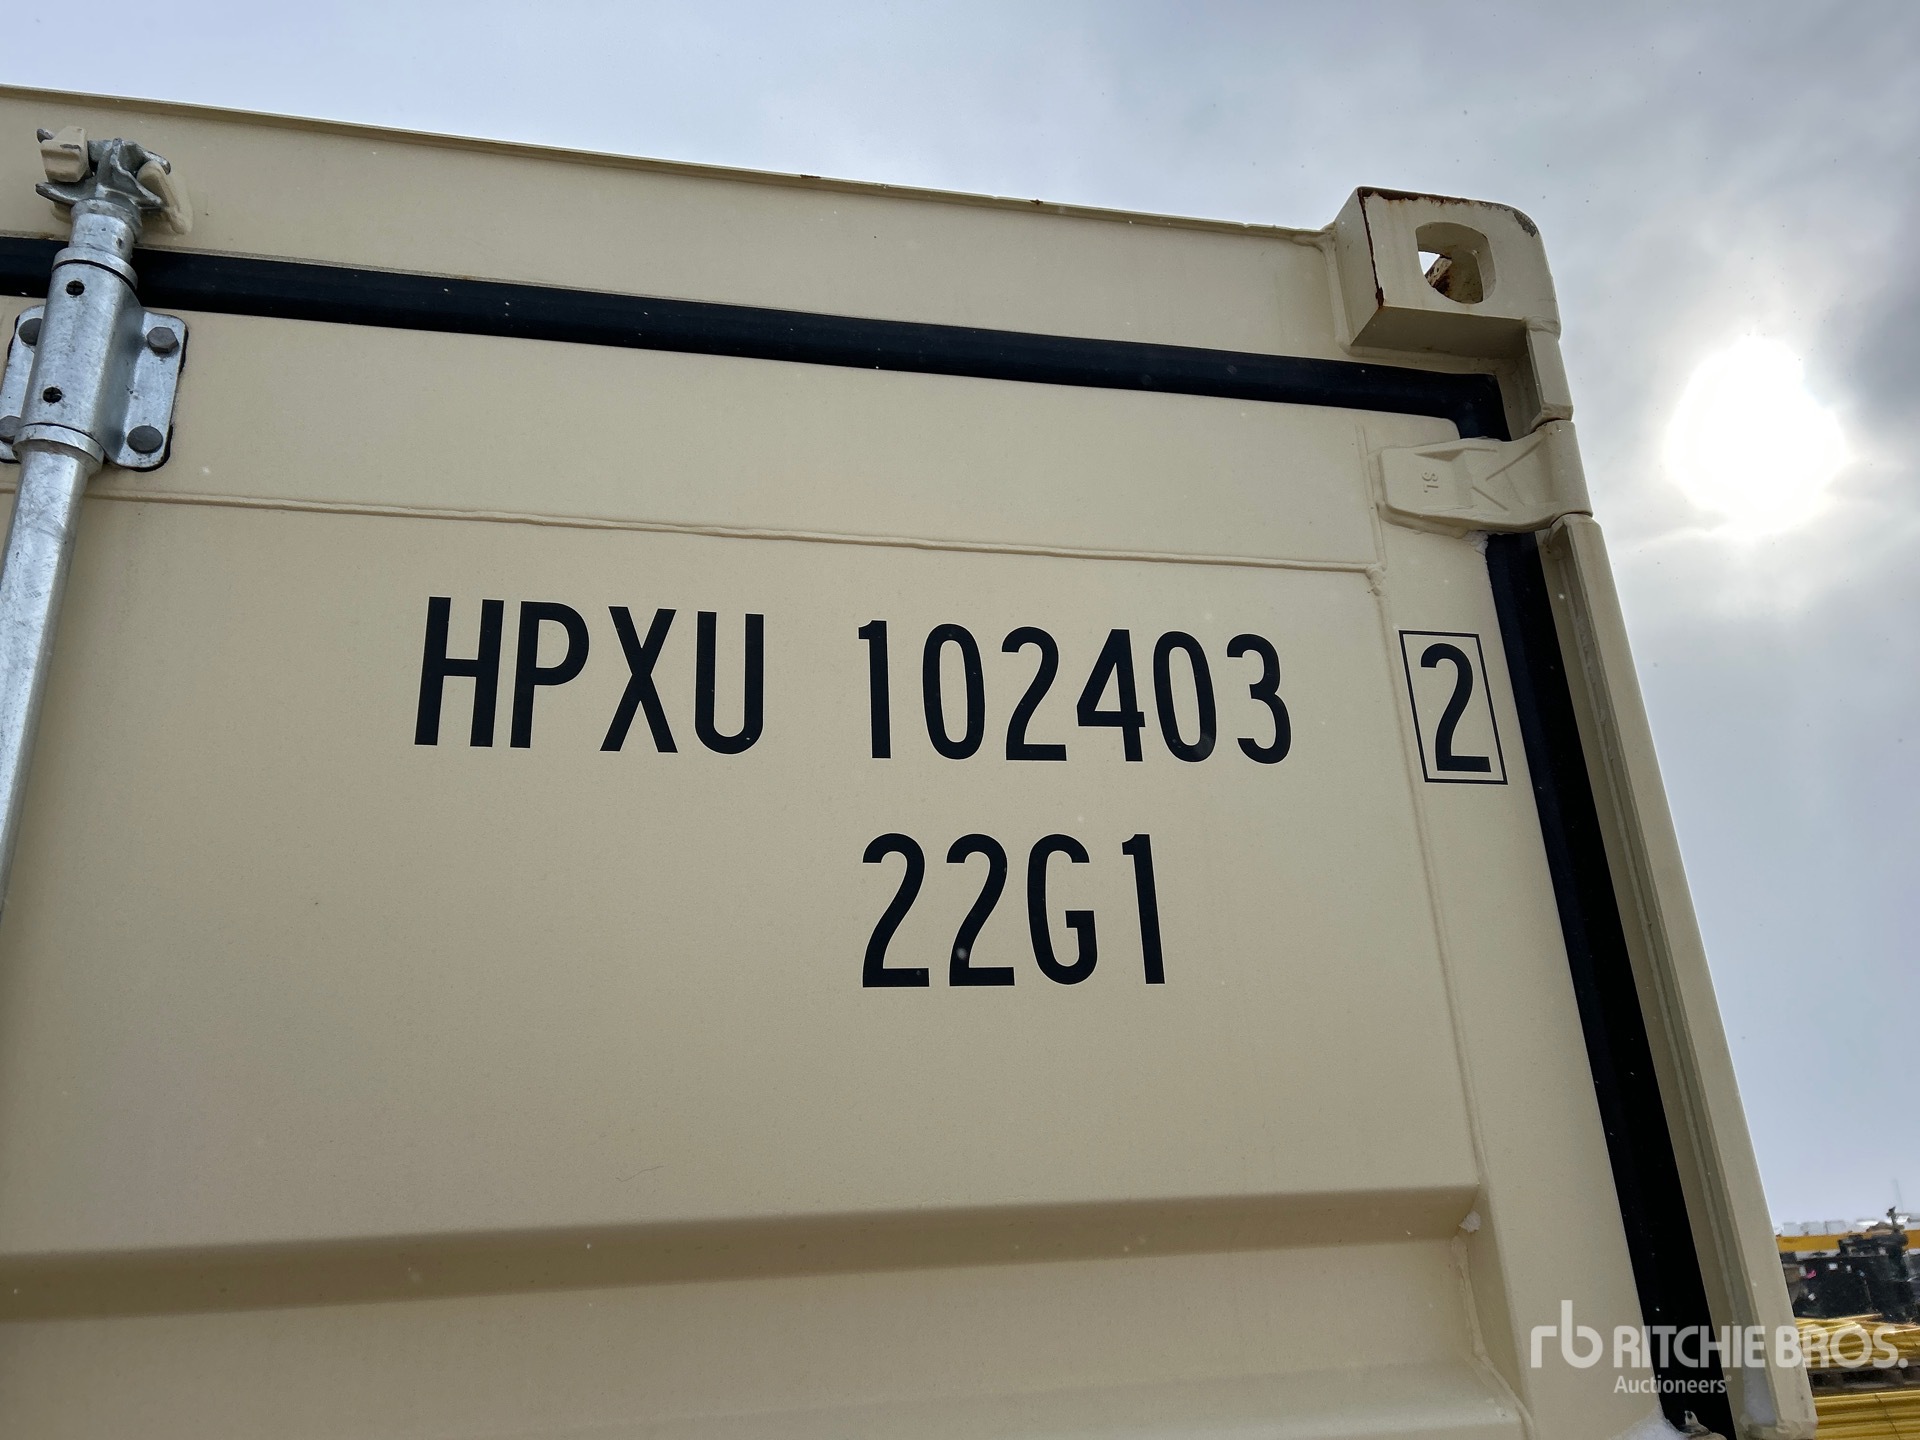 SL
HPXU 102403 2
22G1
rb RITCHIE BROS.
Auctioneers